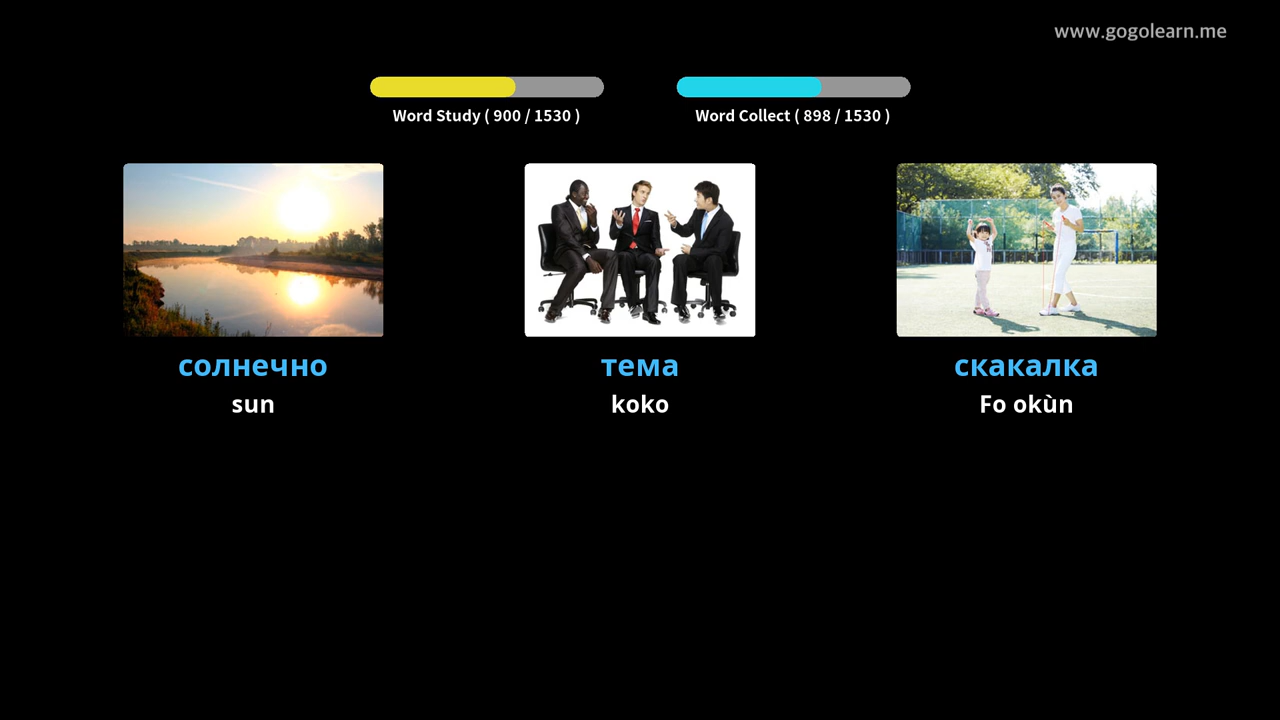 www.gogolearn.me
Word Study ( 900 / 1530 )
Word Collect ( 898 / 1530 )
солнечно
тема
скакалка
sun
koko
Fo okùn